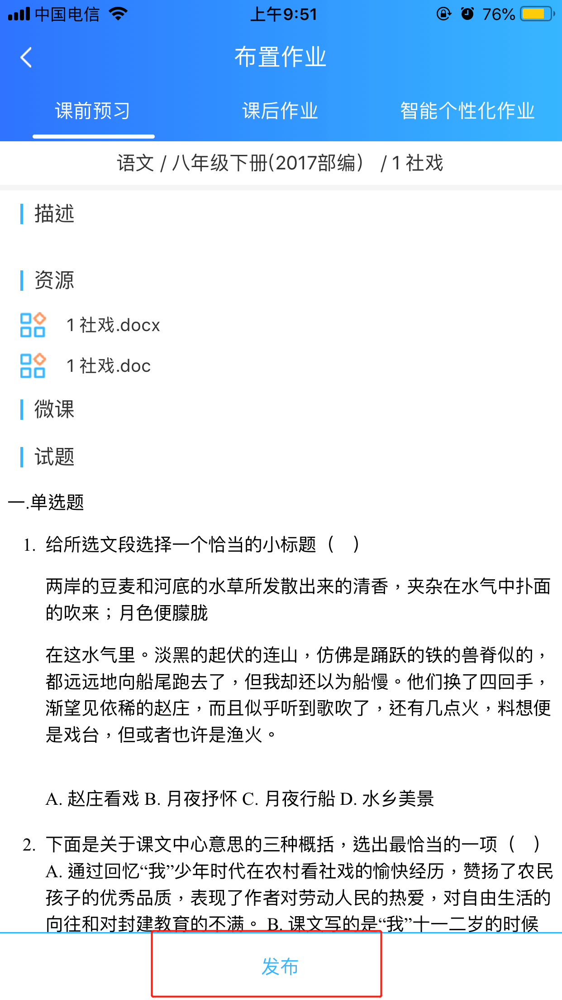 中国电信 上午9:51 76%
布置作业
课前预习 课后作业 智能个性化作业
语文 / 八年级下册(2017部编） / 1 社戏
描述
资源
1 社戏.docx
1 社戏.doc
微课
试题
一.单选题
1. 给所选文段选择一个恰当的小标题（ ）
两岸的豆麦和河底的水草所发散出来的清香，夹杂在水气中扑面
的吹来；月色便朦胧
在这水气里。淡黑的起伏的连山，仿佛是踊跃的铁的兽脊似的，
都远远地向船尾跑去了，但我却还以为船慢。他们换了四回手，
渐望见依稀的赵庄，而且似乎听到歌吹了，还有几点火，料想便
是戏台，但或者也许是渔火。
A. 赵庄看戏 B. 月夜抒怀 C. 月夜行船 D. 水乡美景
2. 下面是关于课文中心意思的三种概括，选出最恰当的一项（ ）
A. 通过回忆“我”少年时代在农村看社戏的愉快经历，赞扬了农民
孩子的优秀品质，表现了作者对劳动人民的热爱，对自由生活的
向往和对封建教育的不满。 B. 课文写的是“我”十一二岁的时候
发布